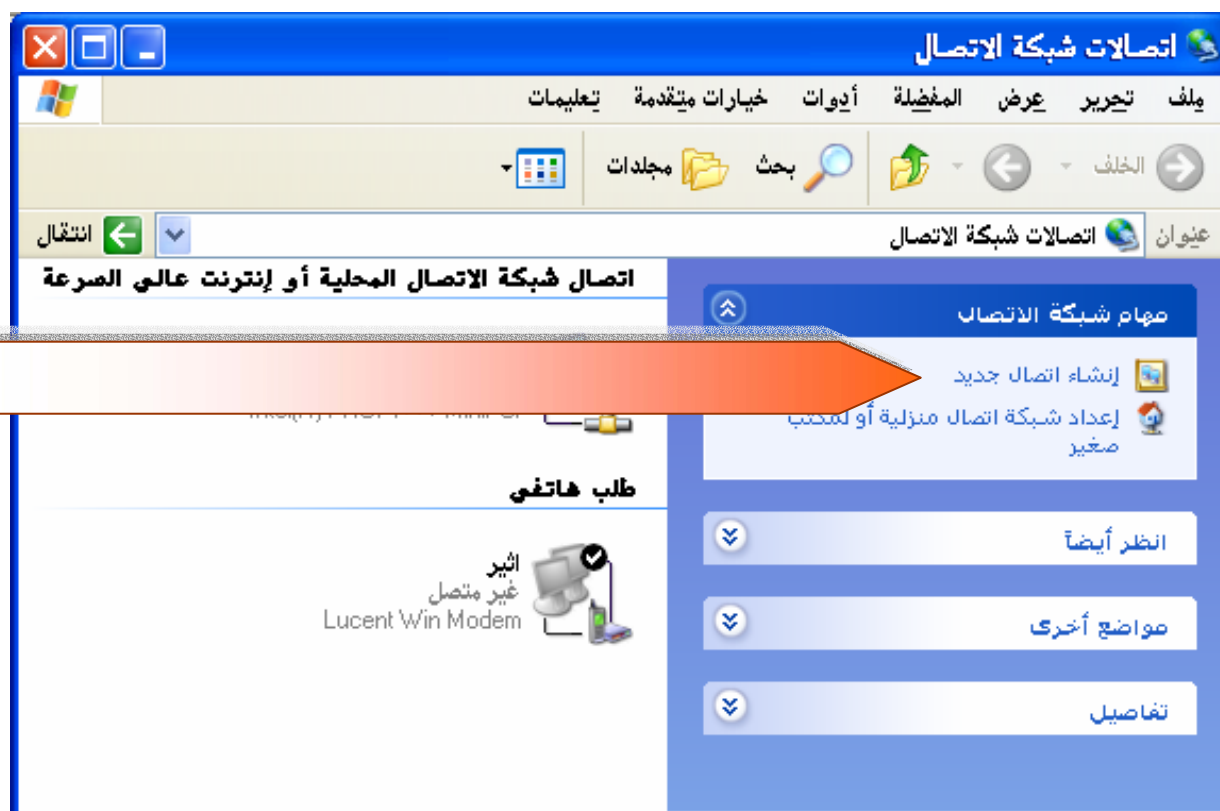 اتصالات شبكة الاتصال
ملف تحرير عرض المفضلة أدوات خيارات متقدمة تعليمات
الخلف بحث مجلدات
عنوان اتصالات شبكة الاتصال انتقال
مهام شبكة الاتصال
إنشاء اتصال جديد
إعداد شبكة اتصال منزلية أو لمكتب
صغير
انظر أيضاً
مواضع أخرى
تفاصيل
اتصال شبكة الاتصال المحلية أو إنترنت عالي السرعة
طلب هاتفي
اثير
غير متصل
Lucent Win Modem